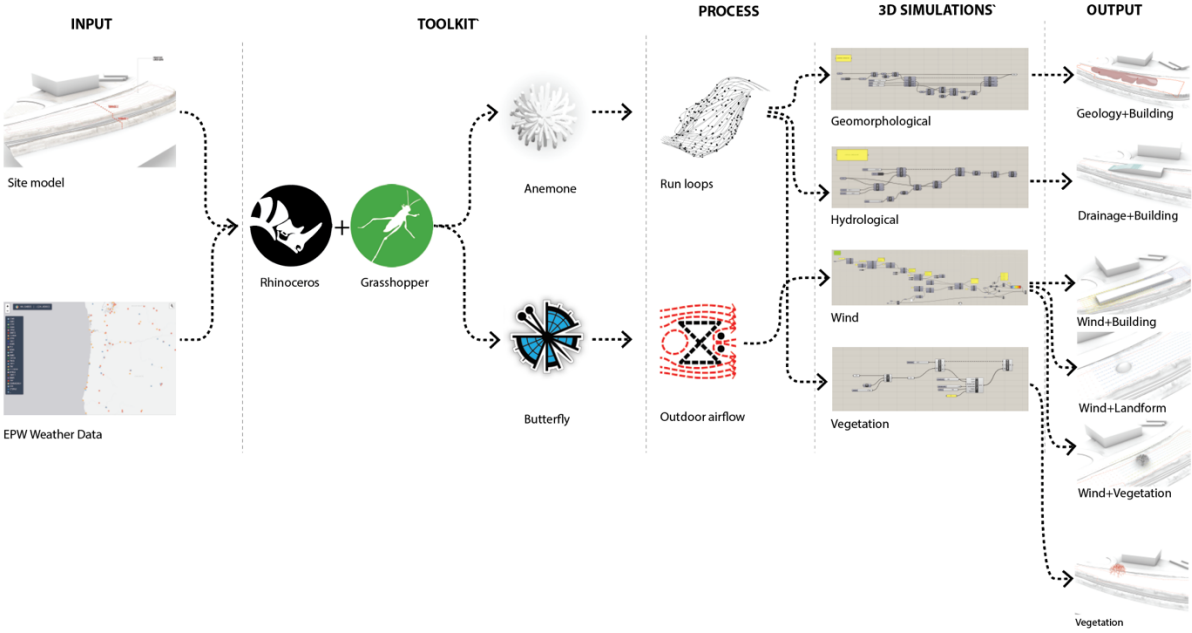 INPUT
TOOLKIT`
PROCESS
3D SIMULATIONS`
OUTPUT
Site model
EPW Weather Data
Rhinoceros
+
Grasshopper
Anemone
Butterfly
Run loops
Outdoor airflow
Geomorphological
Hydrological
Wind
Vegetation
Geology+Building
Drainage+Building
Wind+Building
Wind+Landform
Wind+Vegetation
Vegetation